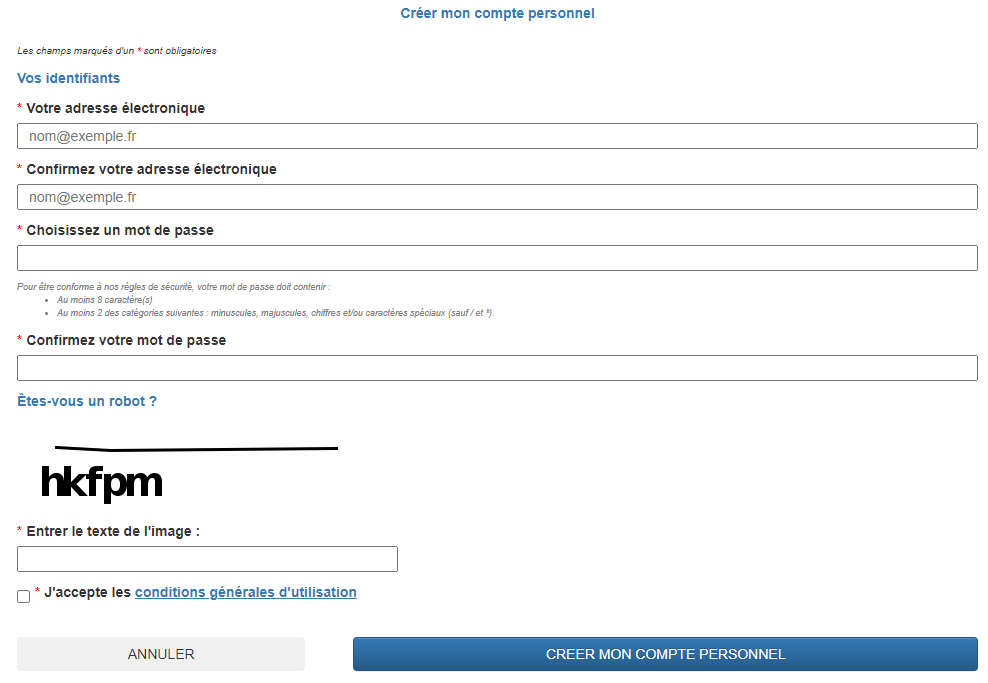 Créer mon compte personnel
Les champs marqués d'un * sont obligatoires
Vos identifiants
* Votre adresse électronique
nom@exemple.fr
* Confirmez votre adresse électronique
nom@exemple.fr
* Choisissez un mot de passe
Pour être conforme à nos règles de sécurité, votre mot de passe doit contenir :
• Au moins 8 caractère(s)
• Au moins 2 des catégories suivantes : minuscules, majuscules, chiffres et/ou caractères spéciaux (sauf / et *).
* Confirmez votre mot de passe
Êtes-vous un robot ?
hkfpm
* Entrer le texte de l'image :
* J'accepte les conditions générales d'utilisation
ANNULER
CREER MON COMPTE PERSONNEL